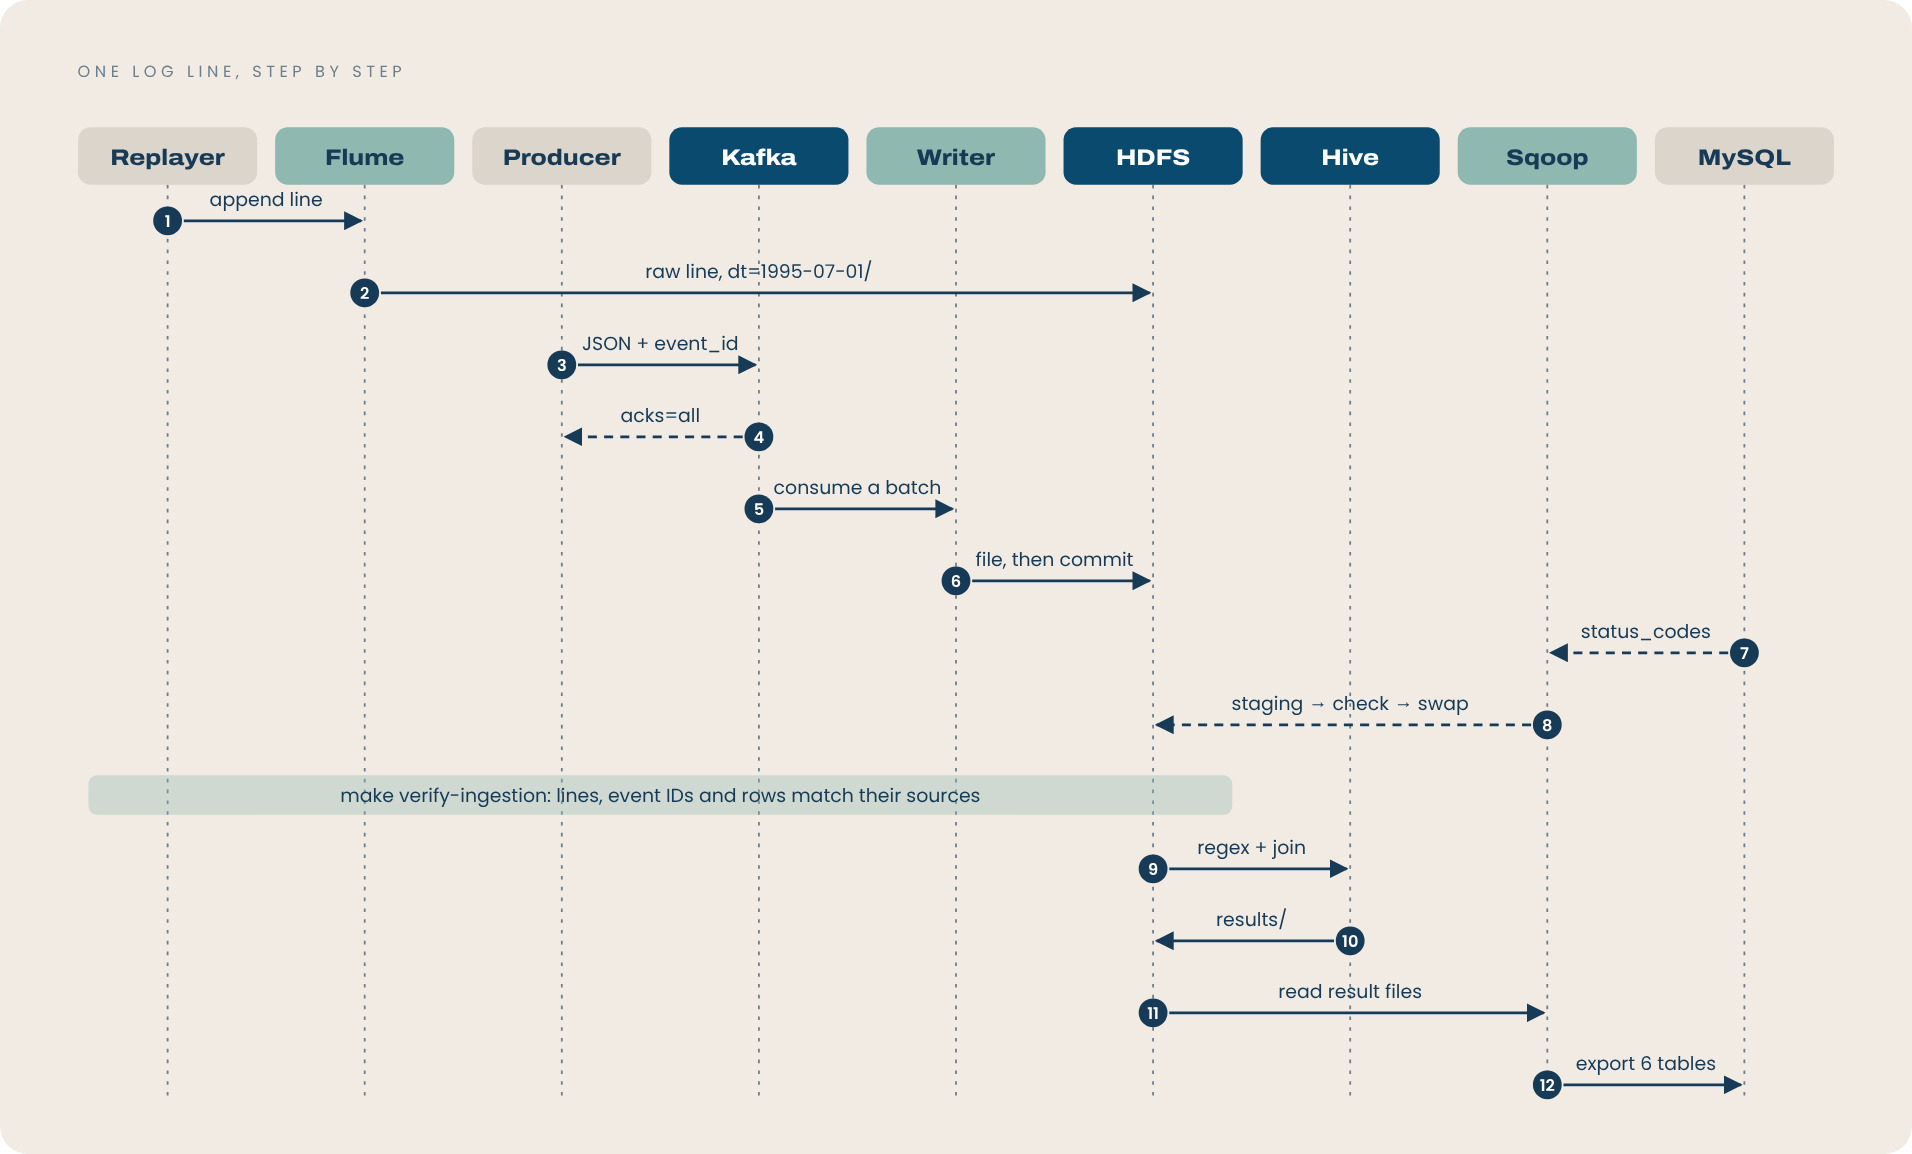 ONE LOG LINE, STEP BY STEP
Replayer
Flume
Producer
Kafka
Writer
HDFS
Hive
Sqoop
MySQL
append line
1
raw line, dt=1995-07-01/
2
JSON + event_id
3
acks=all
4
consume a batch
5
file, then commit
6
status_codes
7
staging → check → swap
8
make verify-ingestion: lines, event IDs and rows match their sources
regex + join
9
results/
10
read result files
11
export 6 tables
12